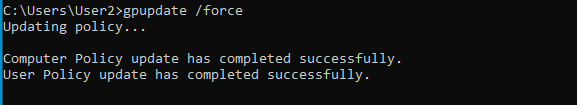 C:\Users\User2>gpupdate /force
Updating policy...
Computer Policy update has completed successfully.
User Policy update has completed successfully.